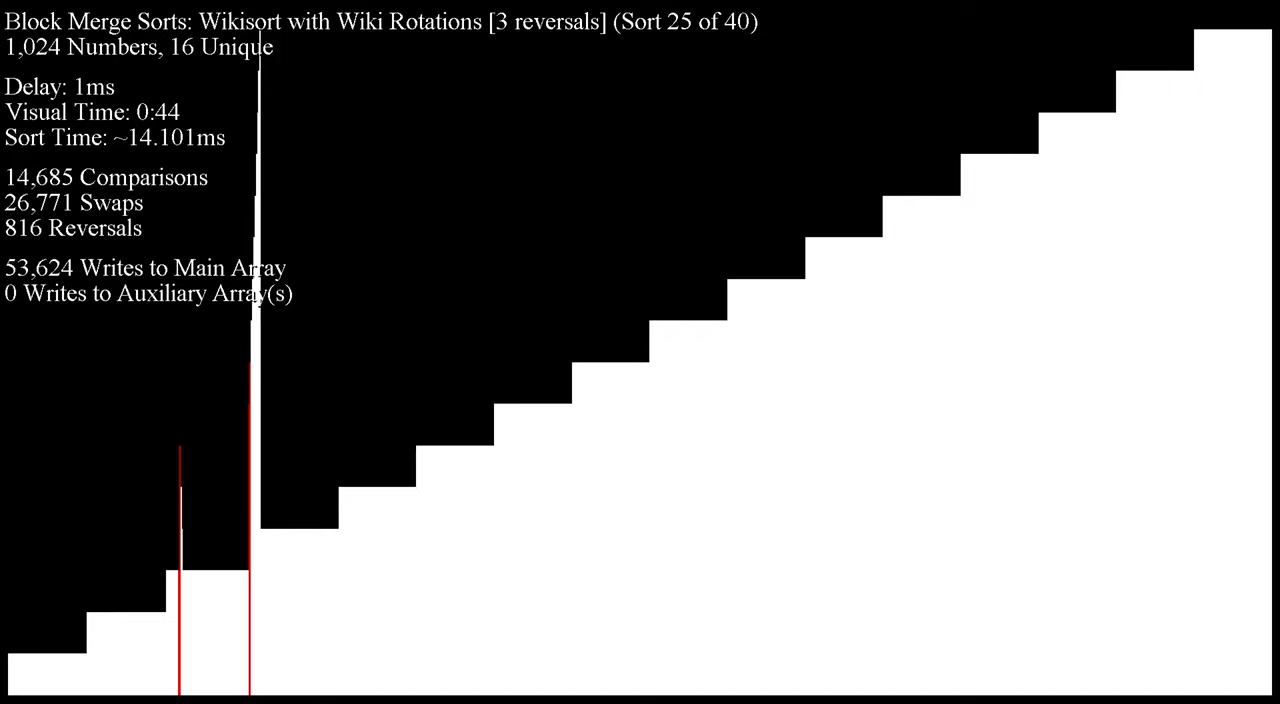 Block Merge Sorts: Wikisort with Wiki Rotations [3 reversals] (Sort 25 of 40)
1,024 Numbers, 16 Unique
Delay: 1ms
Visual Time: 0:44
Sort Time: ~14.101ms
14,685 Comparisons
26,771 Swaps
816 Reversals
53,624 Writes to Main Array
0 Writes to Auxiliary Array(s)